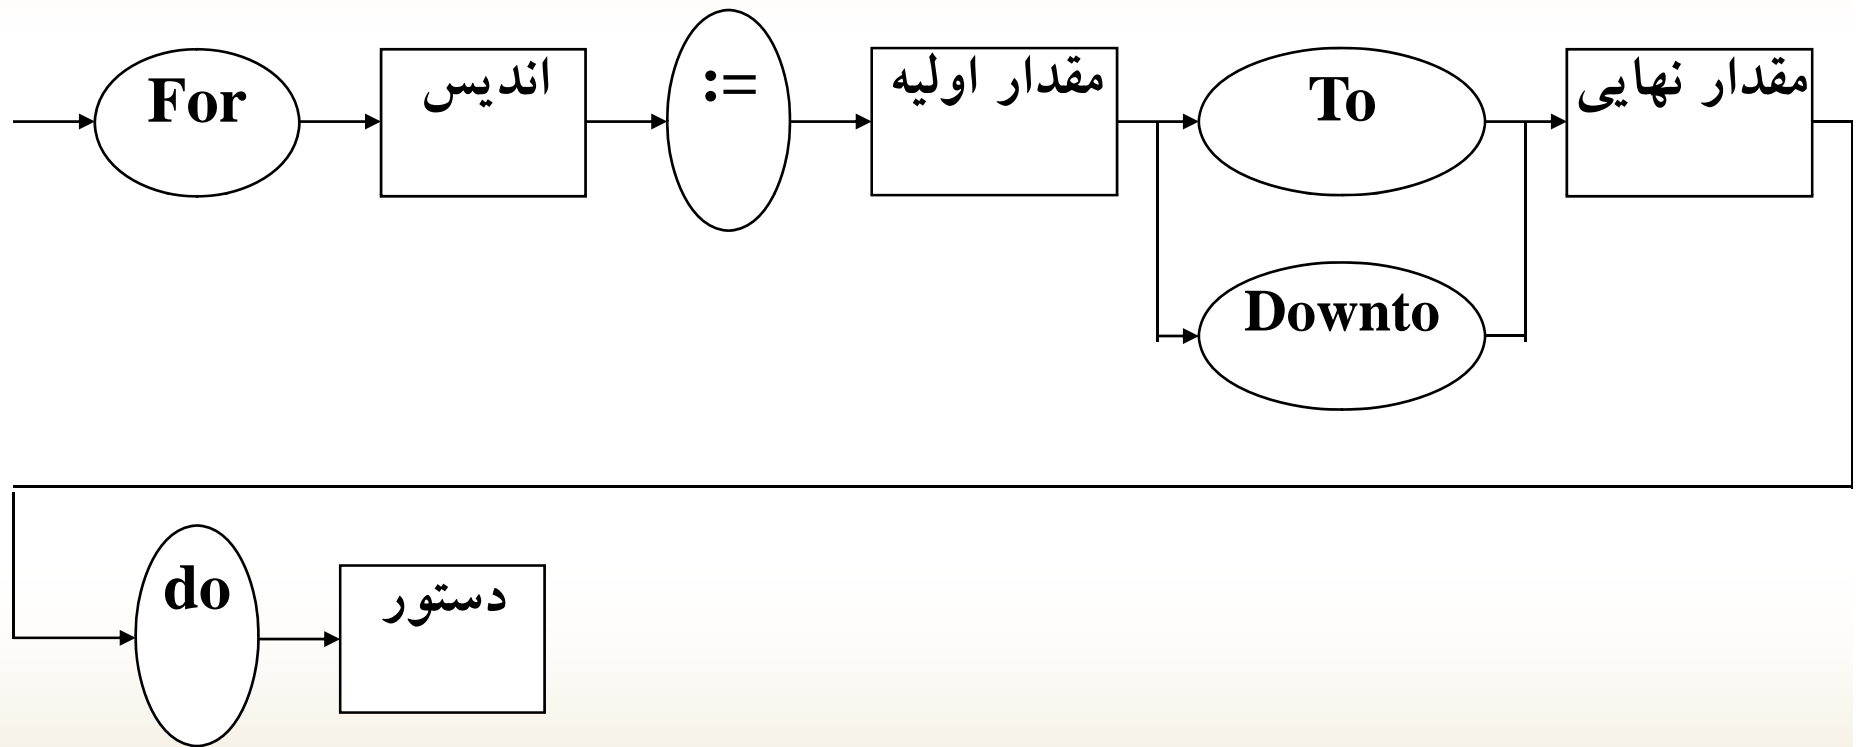 For
اندیس
:=
مقدار اولیه
To
مقدار نهایی
Downto
do
دستور